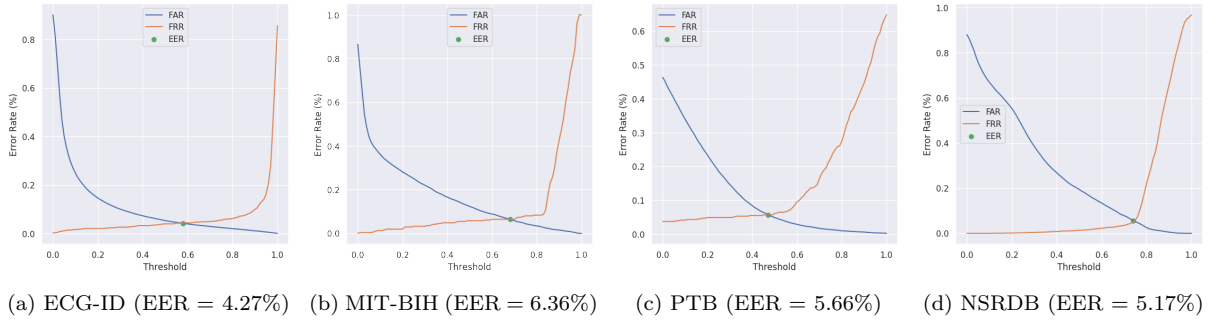 1.0
0.8
0.6
0.4
0.2
0.0
Error Rate (%)
0.0 0.2 0.4 0.6 0.8 1.0
Threshold
FAR
FRR
EER
(a) ECG-ID (EER = 4.27%)
1.0
0.8
0.6
0.4
0.2
0.0
Error Rate (%)
0.0 0.2 0.4 0.6 0.8 1.0
Threshold
FAR
FRR
EER
(b) MIT-BIH (EER = 6.36%)
0.6
0.5
0.4
0.3
0.2
0.1
0.0
Error Rate (%)
0.0 0.2 0.4 0.6 0.8 1.0
Threshold
FAR
FRR
EER
(c) PTB (EER = 5.66%)
1.0
0.8
0.6
0.4
0.2
0.0
Error Rate (%)
0.0 0.2 0.4 0.6 0.8 1.0
Threshold
FAR
FRR
EER
(d) NSRDB (EER = 5.17%)